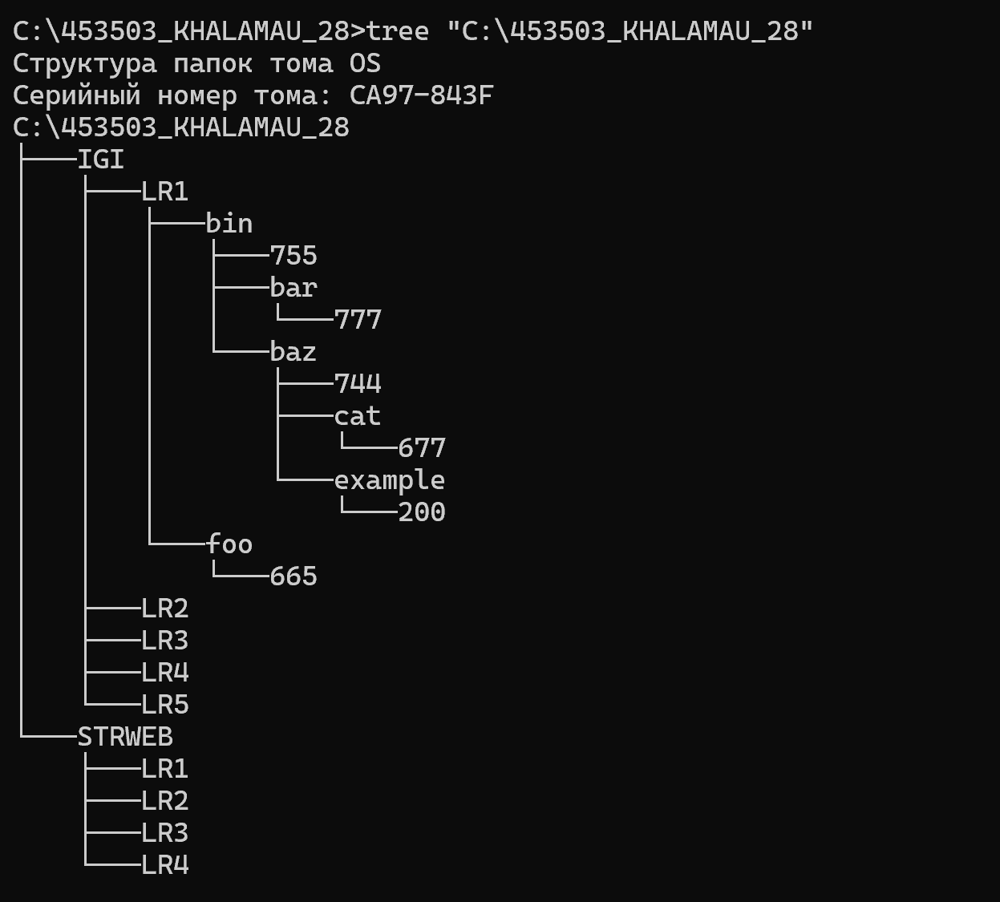 C:\453503_KHALAMAU_28>tree "C:\453503_KHALAMAU_28"
Структура папок тома OS
Серийный номер тома: CA97-843F
C:\453503_KHALAMAU_28
├───IGI
│   ├───LR1
│   │   ├───bin
│   │   │   ├───755
│   │   │   ├───bar
│   │   │   │   └───777
│   │   │   └───baz
│   │   │       ├───744
│   │   │       ├───cat
│   │   │       │   └───677
│   │   │       └───example
│   │   │           └───200
│   │   └───foo
│   │       └───665
│   ├───LR2
│   ├───LR3
│   ├───LR4
│   └───LR5
└───STRWEB
    ├───LR1
    ├───LR2
    ├───LR3
    └───LR4